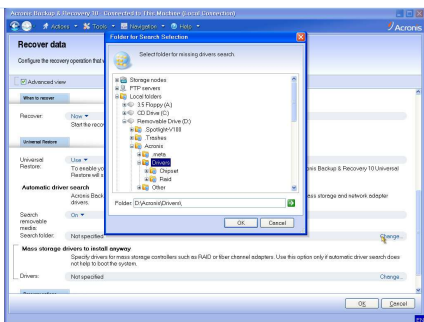 Acronis Backup & Recovery 10 - Connected to This Machine (Local Connection)
Actions
Tools
Navigation
Help
Acronis
Recover data
Configure the recovery operation that
Advanced view
When to recover
Recover:
Now
Start the reco
Universal Restore
Universal Restore:
Use
To enable yo
onis Backup & Recovery 10 Universal
Restore will s
Automatic driver search
Acronis Back
ess storage and network adapter
drivers.
Search removable media:
On
Search folder:
Not specified
Change...
Mass storage drivers to install anyway
Specify drivers for mass storage controllers such as RAID or fiber channel adapters. Use this option only if automatic driver search does
not help to boot the system.
Drivers:
Not specified
Change...
OK
Cancel
EN
Folder for Search Selection
Select folder for missing drivers search.
Storage nodes
FTP servers
Local folders
3.5 Floppy (A:)
CD Drive (C:)
Removable Drive (D:)
.Spotlight-V100
.Trashes
Acronis
.meta
Drivers
Chipset
Raid
Other
Folder: D:\Acronis\Drivers\
OK
Cancel